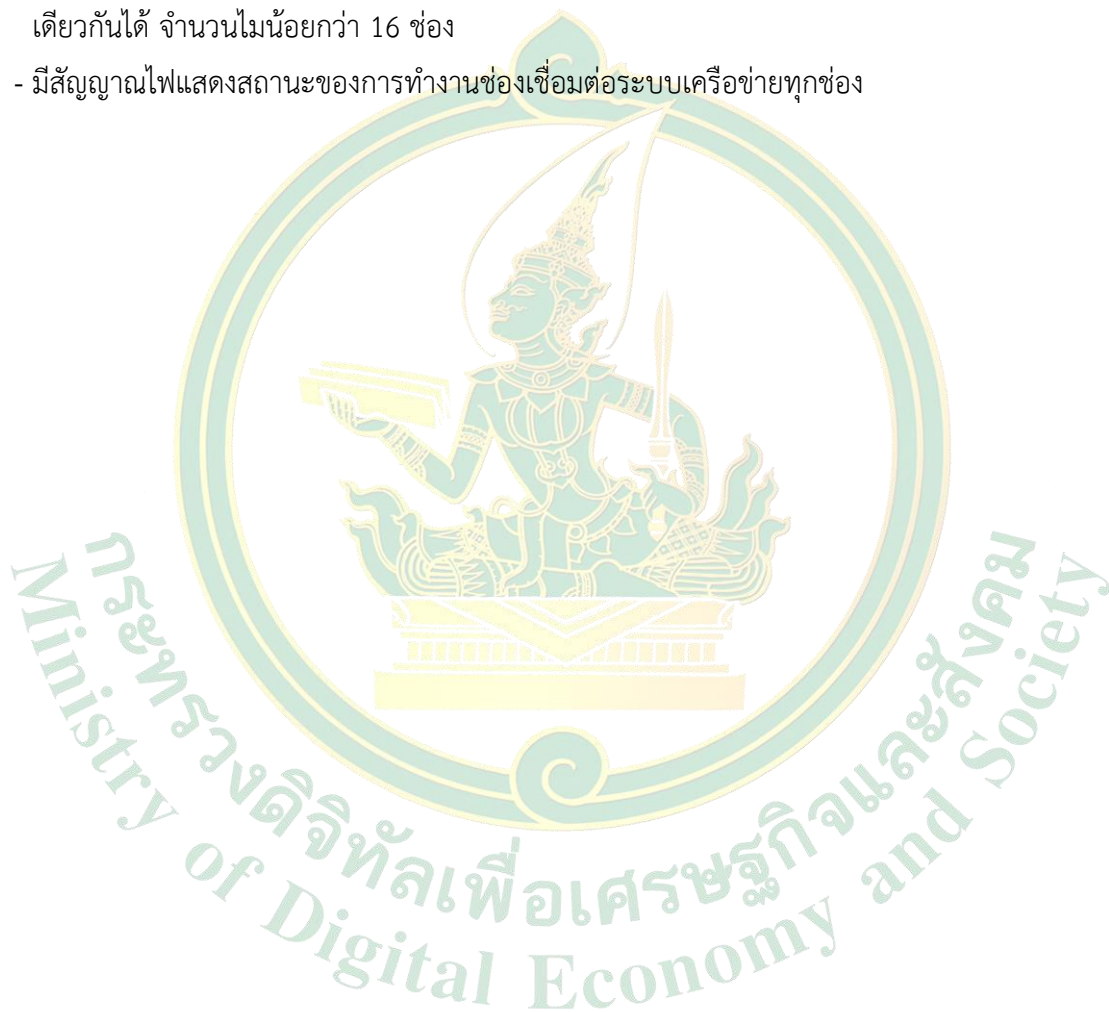 เดียวกันได้ จำนวนไมน้อยกว่า 16 ช่อง
- มีสัญญาณไฟแสดงสถานะของการทำงานช่องเชื่อมต่อระบบเครือข่ายทุกช่อง
กระทรวงดิจิทัลเพื่อเศรษฐกิจและสังคม
Ministry of Digital Economy and Society